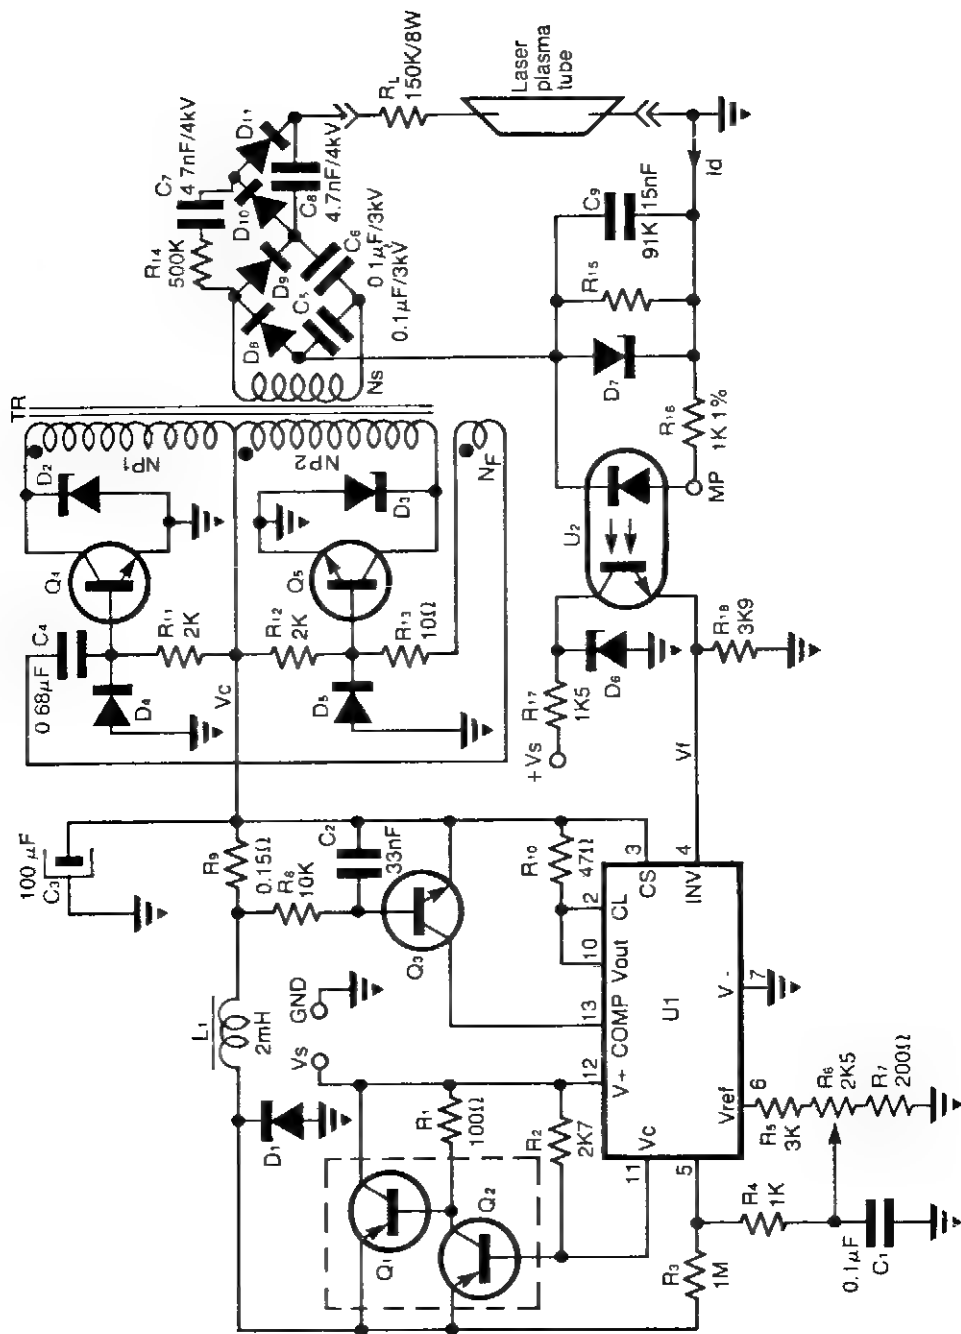 TR
C7
4.7nF/4kV
R14
500K
D11
D10
C8
4.7nF/4kV
D9
D8
C5
C6
0.1µF/3kV
0.1µF/3kV
Ns
RL
150K/8W
Laser
plasma
tube
Id
C9
15nF
91K
R15
D7
R16
1K 1%
MP
U2
D2
NP1
Q4
C4
0 68µF
R11
2K
D4
Vc
NP2
D3
Q5
R12
2K
R13
10Ω
D5
NF
R17
1K5
+Vs
D6
R18
3K9
Vf
100 µF
C3
R9
0.15Ω
R8
10K
C2
33nF
Q3
R10
47Ω
L1
2mH
GND
Vs
D1
R1
100Ω
R2
2K7
Q1
Q2
12
13
10
2
3
V+
COMP
Vout
CL
CS
11
Vc
U1
INV
4
5
Vref
V -
6
7
R3
1M
R4
1K
R5
3K
R6
2K5
R7
200Ω
0.1µF
C1